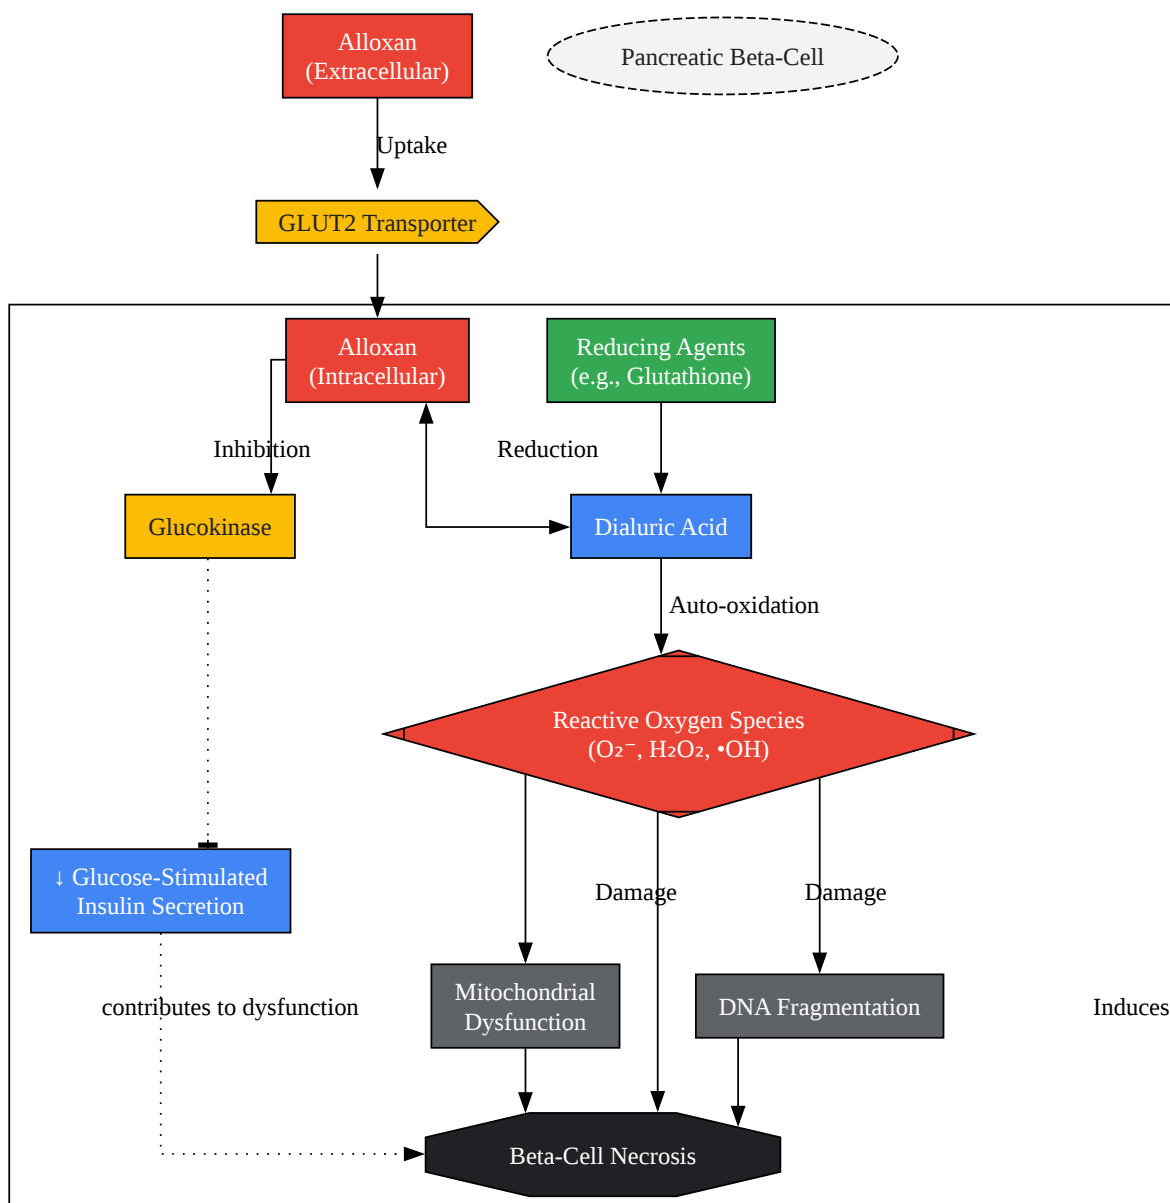 Alloxan
(Extracellular)
Pancreatic Beta-Cell
Uptake
GLUT2 Transporter
Alloxan
(Intracellular)
Reducing Agents
(e.g., Glutathione)
Inhibition
Reduction
Glucokinase
Dialuric Acid
Auto-oxidation
Reactive Oxygen Species
(O₂⁻, H₂O₂, •OH)
↓ Glucose-Stimulated
Insulin Secretion
Damage
Damage
Mitochondrial
Dysfunction
DNA Fragmentation
contributes to dysfunction
Induces
Beta-Cell Necrosis